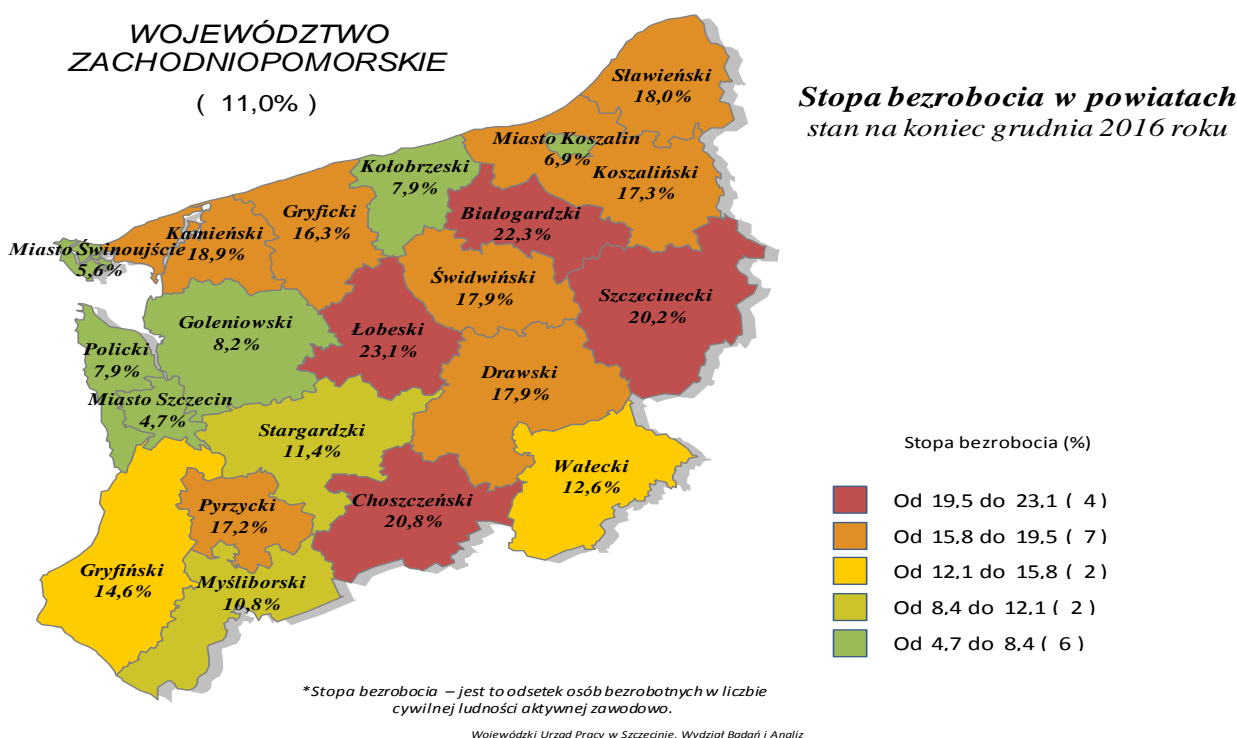 WOJEWÓDZTWO
ZACHODNIOPOMORSKIE
( 11,0% )
Stopa bezrobocia w powiatach
stan na koniec grudnia 2016 roku
Sławieński
18,0%
Miasto Koszalin
6,9%
Koszaliński
17,3%
Kołobrzeski
7,9%
Białogardzki
22,3%
Gryficki
16,3%
Kamieński
18,9%
Miasto Świnoujście
5,6%
Świdwiński
17,9%
Szczecinecki
20,2%
Goleniowski
8,2%
Łobeski
23,1%
Policki
7,9%
Drawski
17,9%
Miasto Szczecin
4,7%
Stargardzki
11,4%
Wałecki
12,6%
Choszczeński
20,8%
Pyrzycki
17,2%
Gryfiński
14,6%
Myśliborski
10,8%
Stopa bezrobocia (%)
Od 19,5 do 23,1 ( 4)
Od 15,8 do 19,5 ( 7)
Od 12,1 do 15,8 ( 2)
Od 8,4 do 12,1 ( 2)
Od 4,7 do 8,4 ( 6)
*Stopa bezrobocia – jest to odsetek osób bezrobotnych w liczbie
cywilnej ludności aktywnej zawodowo.
Wojewódzki Urząd Pracy w Szczecinie, Wydział Badań i Analiz